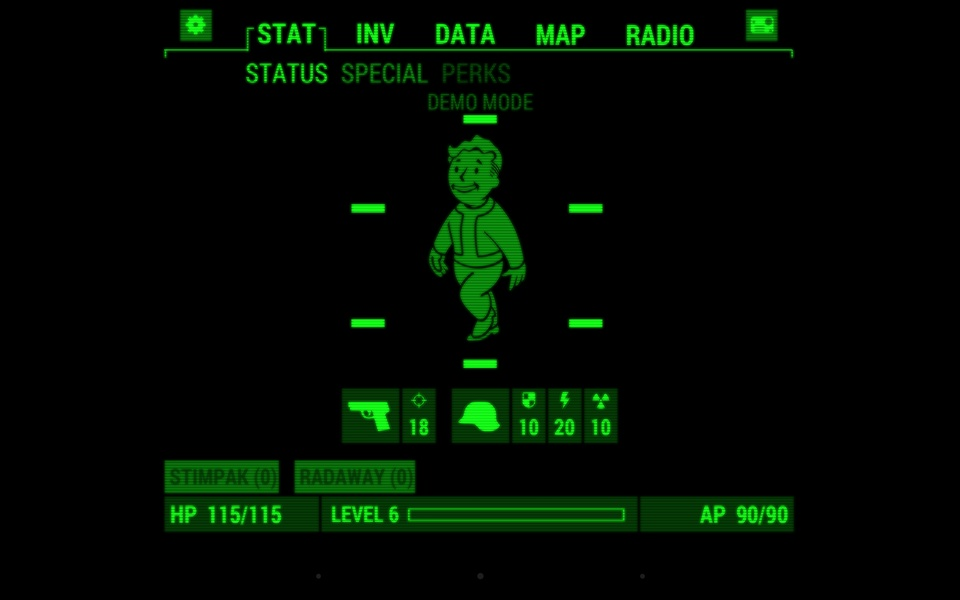 STAT INV DATA MAP RADIO
STATUS SPECIAL PERKS
DEMO MODE
18 10 20 10
STIMPAK (0) RADAWAY (0)
HP 115/115 LEVEL 6 AP 90/90